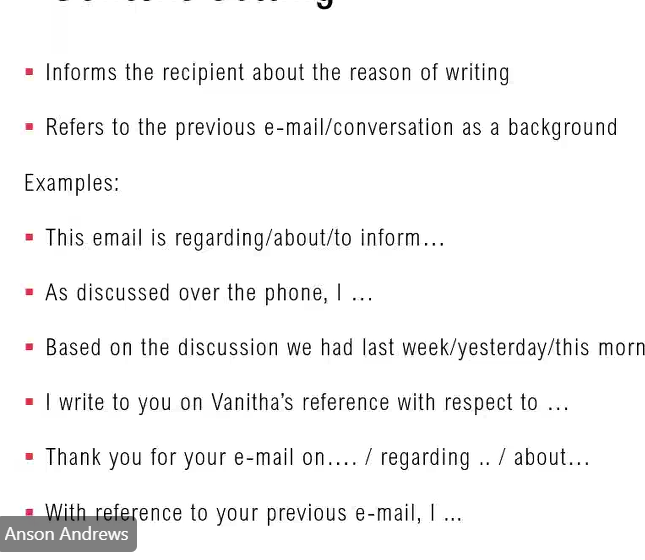 Informs the recipient about the reason of writing
Refers to the previous e-mail/conversation as a background
Examples:
This email is regarding/about/to inform...
As discussed over the phone, I ...
Based on the discussion we had last week/yesterday/this morn
I write to you on Vanitha's reference with respect to ...
Thank you for your e-mail on.... / regarding .. / about...
With reference to your previous e-mail, I ...
Anson Andrews